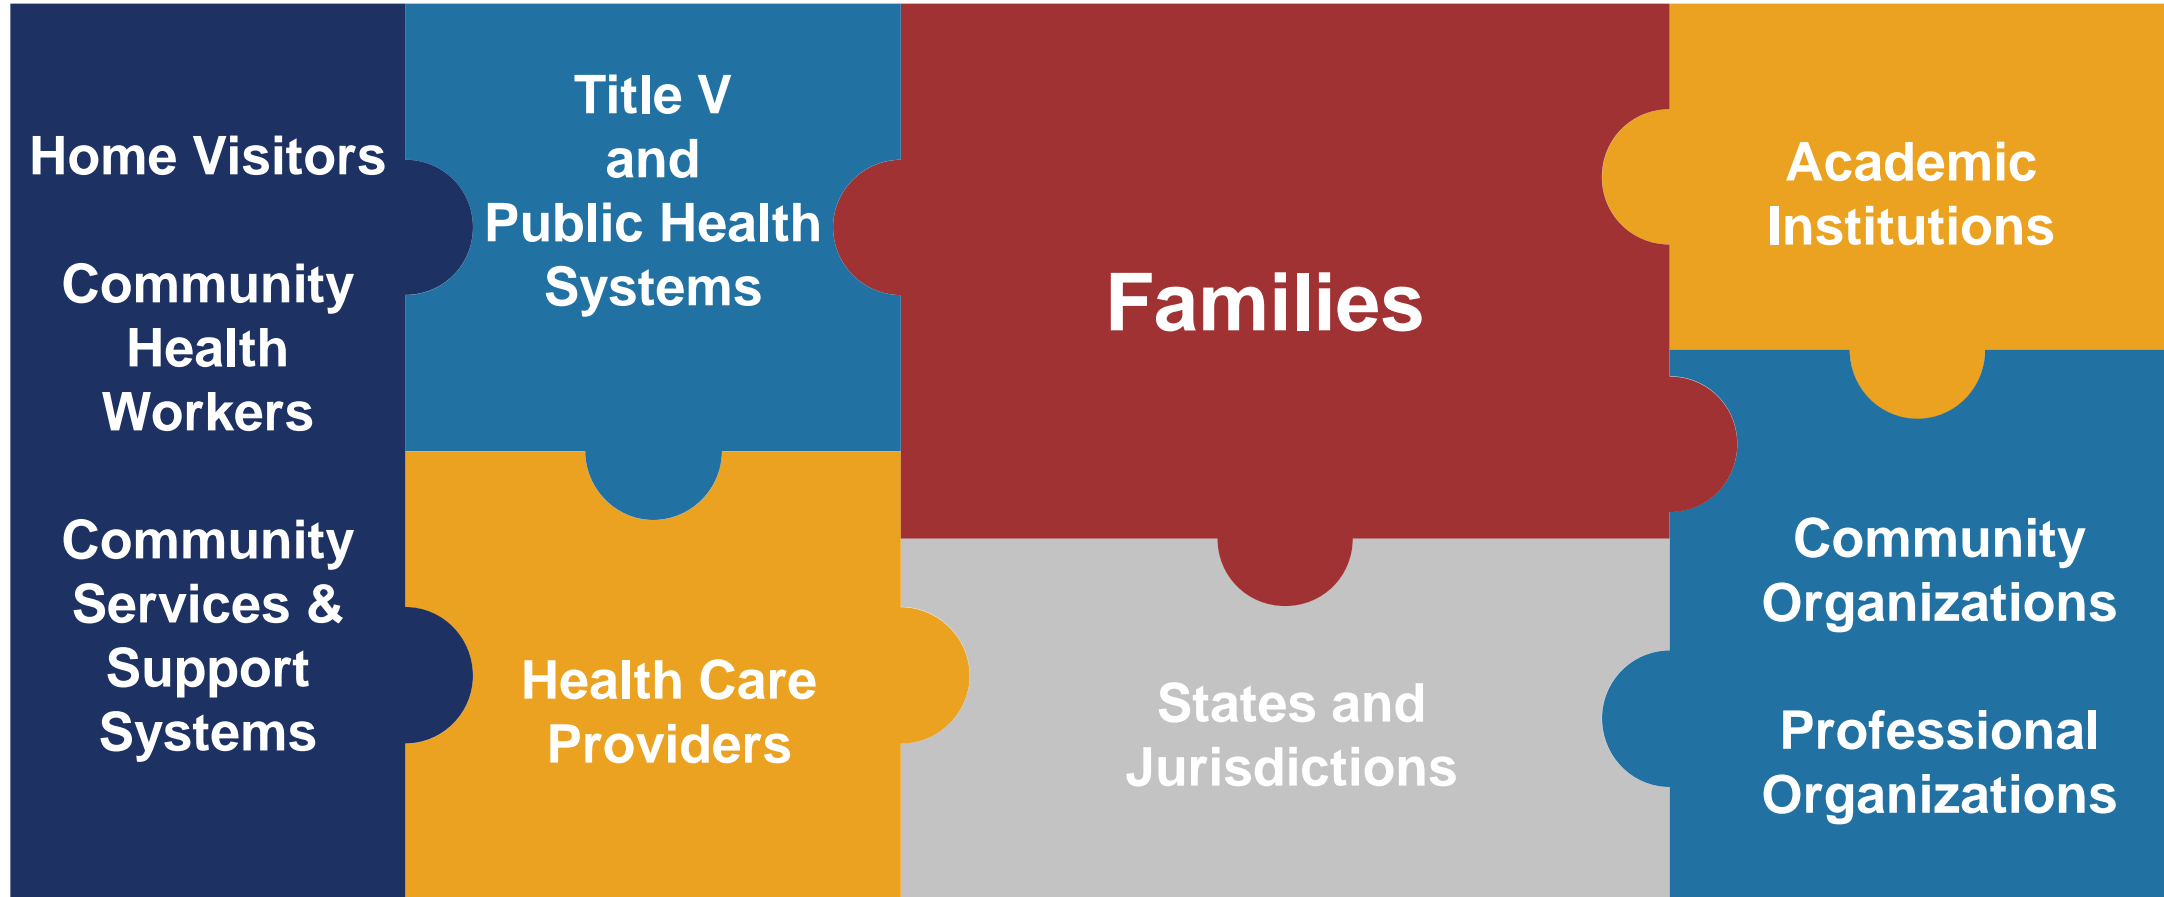 Home Visitors
Community
Health
Workers
Community
Services &
Support
Systems
Title V
and
Public Health
Systems
Health Care
Providers
Families
States and
Jurisdictions
Academic
Institutions
Community
Organizations
Professional
Organizations